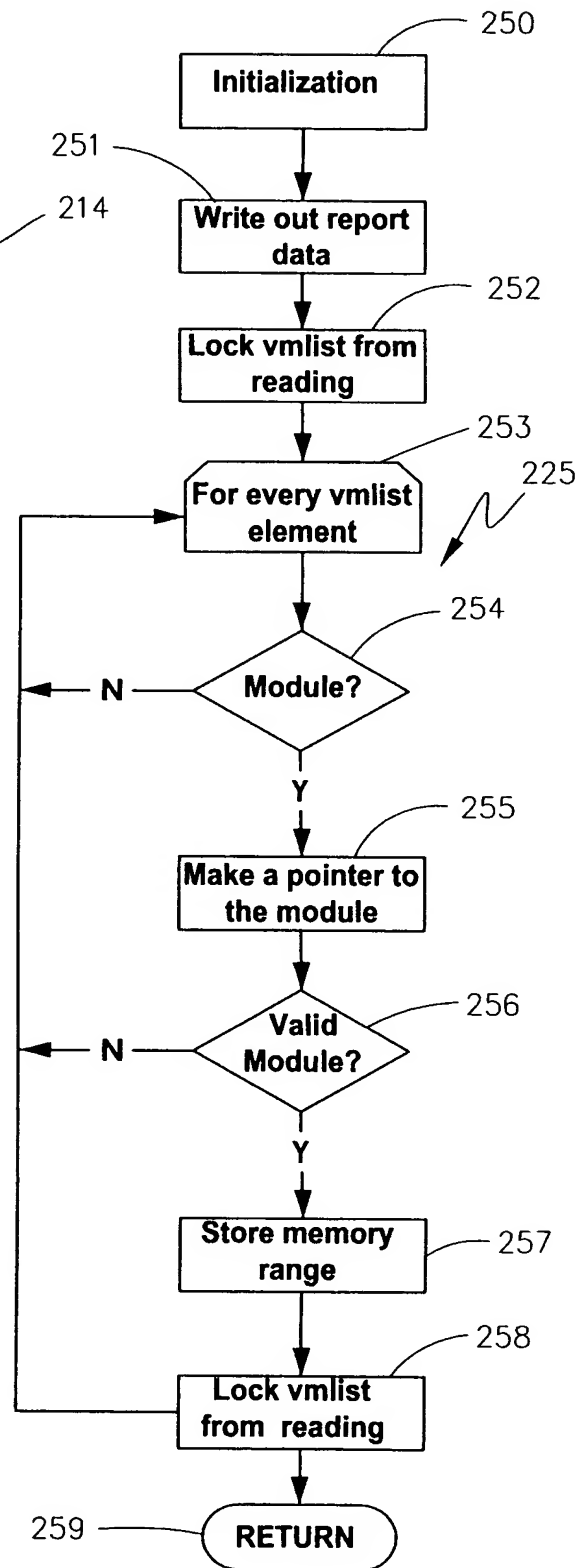 250
Initialization
251
214
Write out report
data
252
Lock vmlist from
reading
253
For every vmlist
element
225
254
Module?
N
Y
255
Make a pointer to
the module
256
Valid
Module?
N
Y
Store memory
range
257
258
Lock vmlist
from reading
259
RETURN